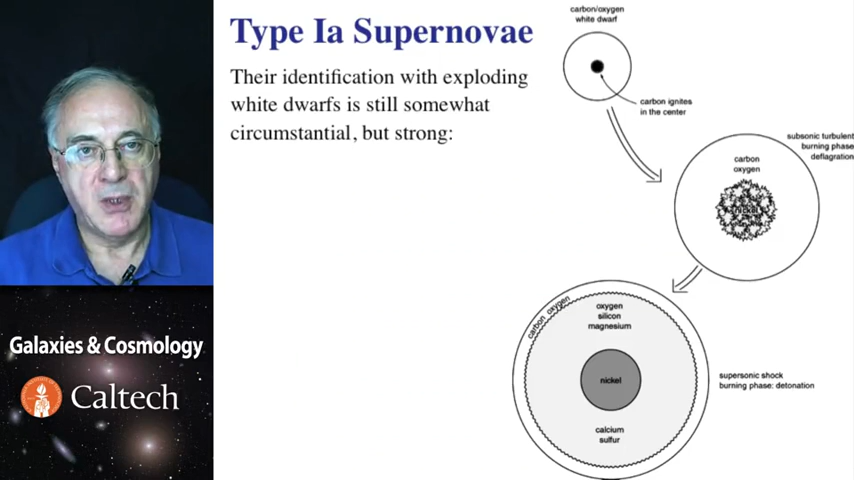 Type Ia Supernovae
Their identification with exploding
white dwarfs is still somewhat
circumstantial, but strong:
carbon/oxygen
white dwarf
carbon ignites
in the center
subsonic turbulent
burning phase
deflagration
carbon
oxygen
nickel
carbon oxygen
oxygen
silicon
magnesium
nickel
calcium
sulfur
supersonic shock
burning phase: detonation
Galaxies & Cosmology
Caltech